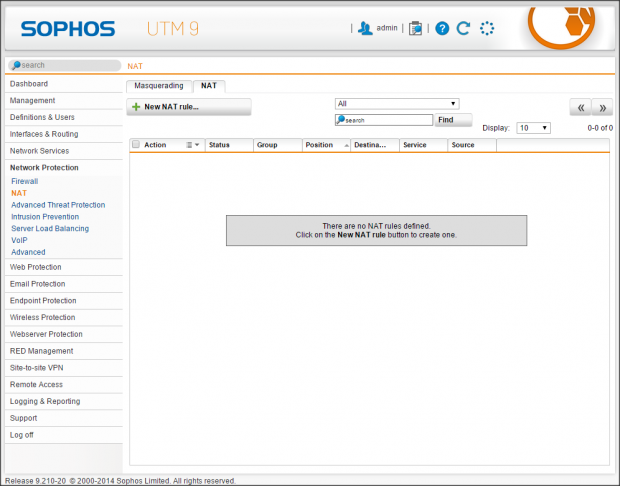 SOPHOS UTM 9
| admin | |
search
NAT
Dashboard
Management
Definitions & Users
Interfaces & Routing
Network Services
Network Protection
Firewall
NAT
Advanced Threat Protection
Intrusion Prevention
Server Load Balancing
VoIP
Advanced
Web Protection
Email Protection
Endpoint Protection
Wireless Protection
Webserver Protection
RED Management
Site-to-site VPN
Remote Access
Logging & Reporting
Support
Log off
Masquerading NAT
New NAT rule...
All
search Find
Display: 10 0-0 of 0
Action Status Group Position Destina... Service Source
There are no NAT rules defined.
Click on the New NAT rule button to create one.
Release 9.210-20 © 2000-2014 Sophos Limited. All rights reserved.